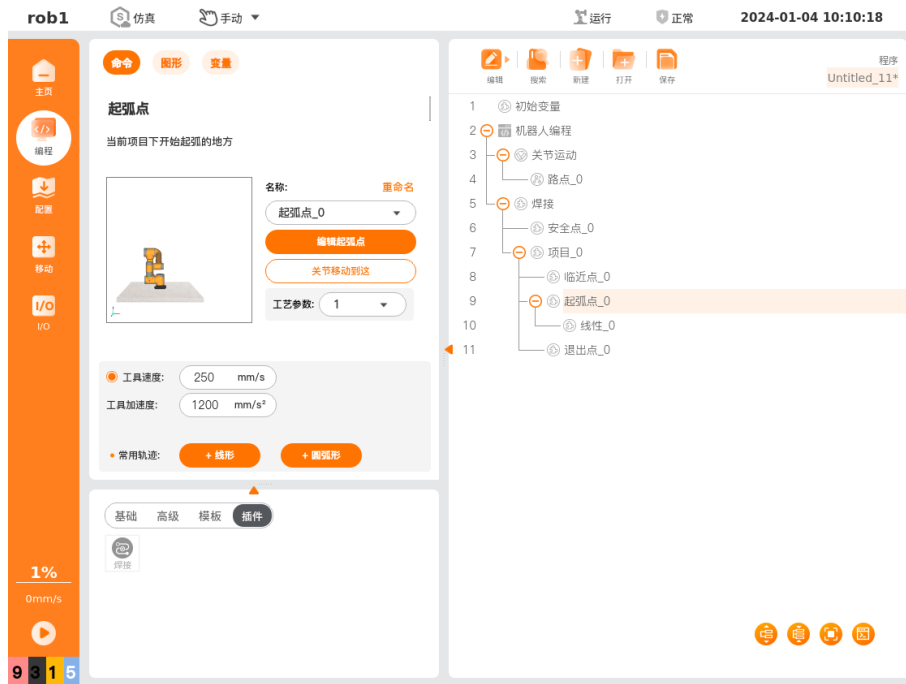 rob1 仿真 手动 运行 正常 2024-01-04 10:10:18
主页
编程
配置
移动
I/O
I/O
1%
0mm/s
9 3 1 5
命令 图形 变量
起弧点
当前项目下开始起弧的地方
名称: 重命名
起弧点_0
编辑起弧点
关节移动到这
工艺参数: 1
工具速度: 250 mm/s
工具加速度: 1200 mm/s²
常用轨迹: + 线形 + 圆弧形
基础 高级 模板 插件
焊接
编辑 搜索 新建 打开 保存
程序
Untitled_11*
1 初始变量
2 机器人编程
3 关节运动
4 路点_0
5 焊接
6 安全点_0
7 项目_0
8 临近点_0
9 起弧点_0
10 线性_0
11 退出点_0